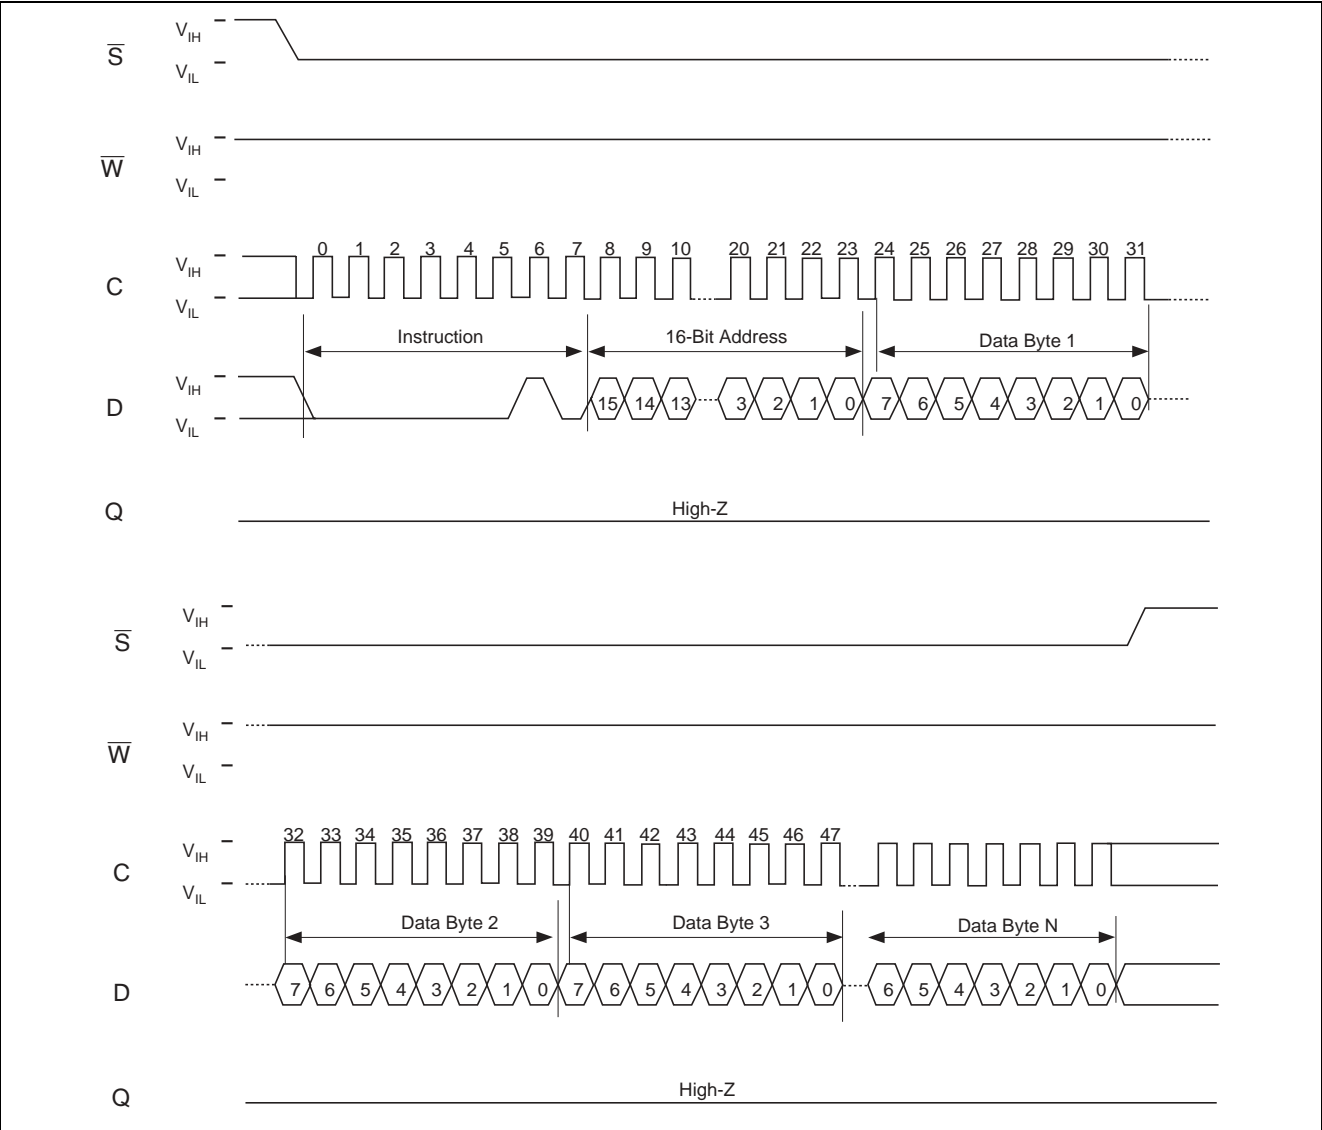 S̅
V_IH
V_IL
W̅
V_IH
V_IL
0 1 2 3 4 5 6 7 8 9 10 20 21 22 23 24 25 26 27 28 29 30 31
C
V_IH
V_IL
Instruction 16-Bit Address Data Byte 1
D
V_IH
V_IL
15 14 13 3 2 1 0 7 6 5 4 3 2 1 0
Q
High-Z
S̅
V_IH
V_IL
W̅
V_IH
V_IL
32 33 34 35 36 37 38 39 40 41 42 43 44 45 46 47
C
V_IH
V_IL
Data Byte 2 Data Byte 3 Data Byte N
D
7 6 5 4 3 2 1 0 7 6 5 4 3 2 1 0 6 5 4 3 2 1 0
Q
High-Z